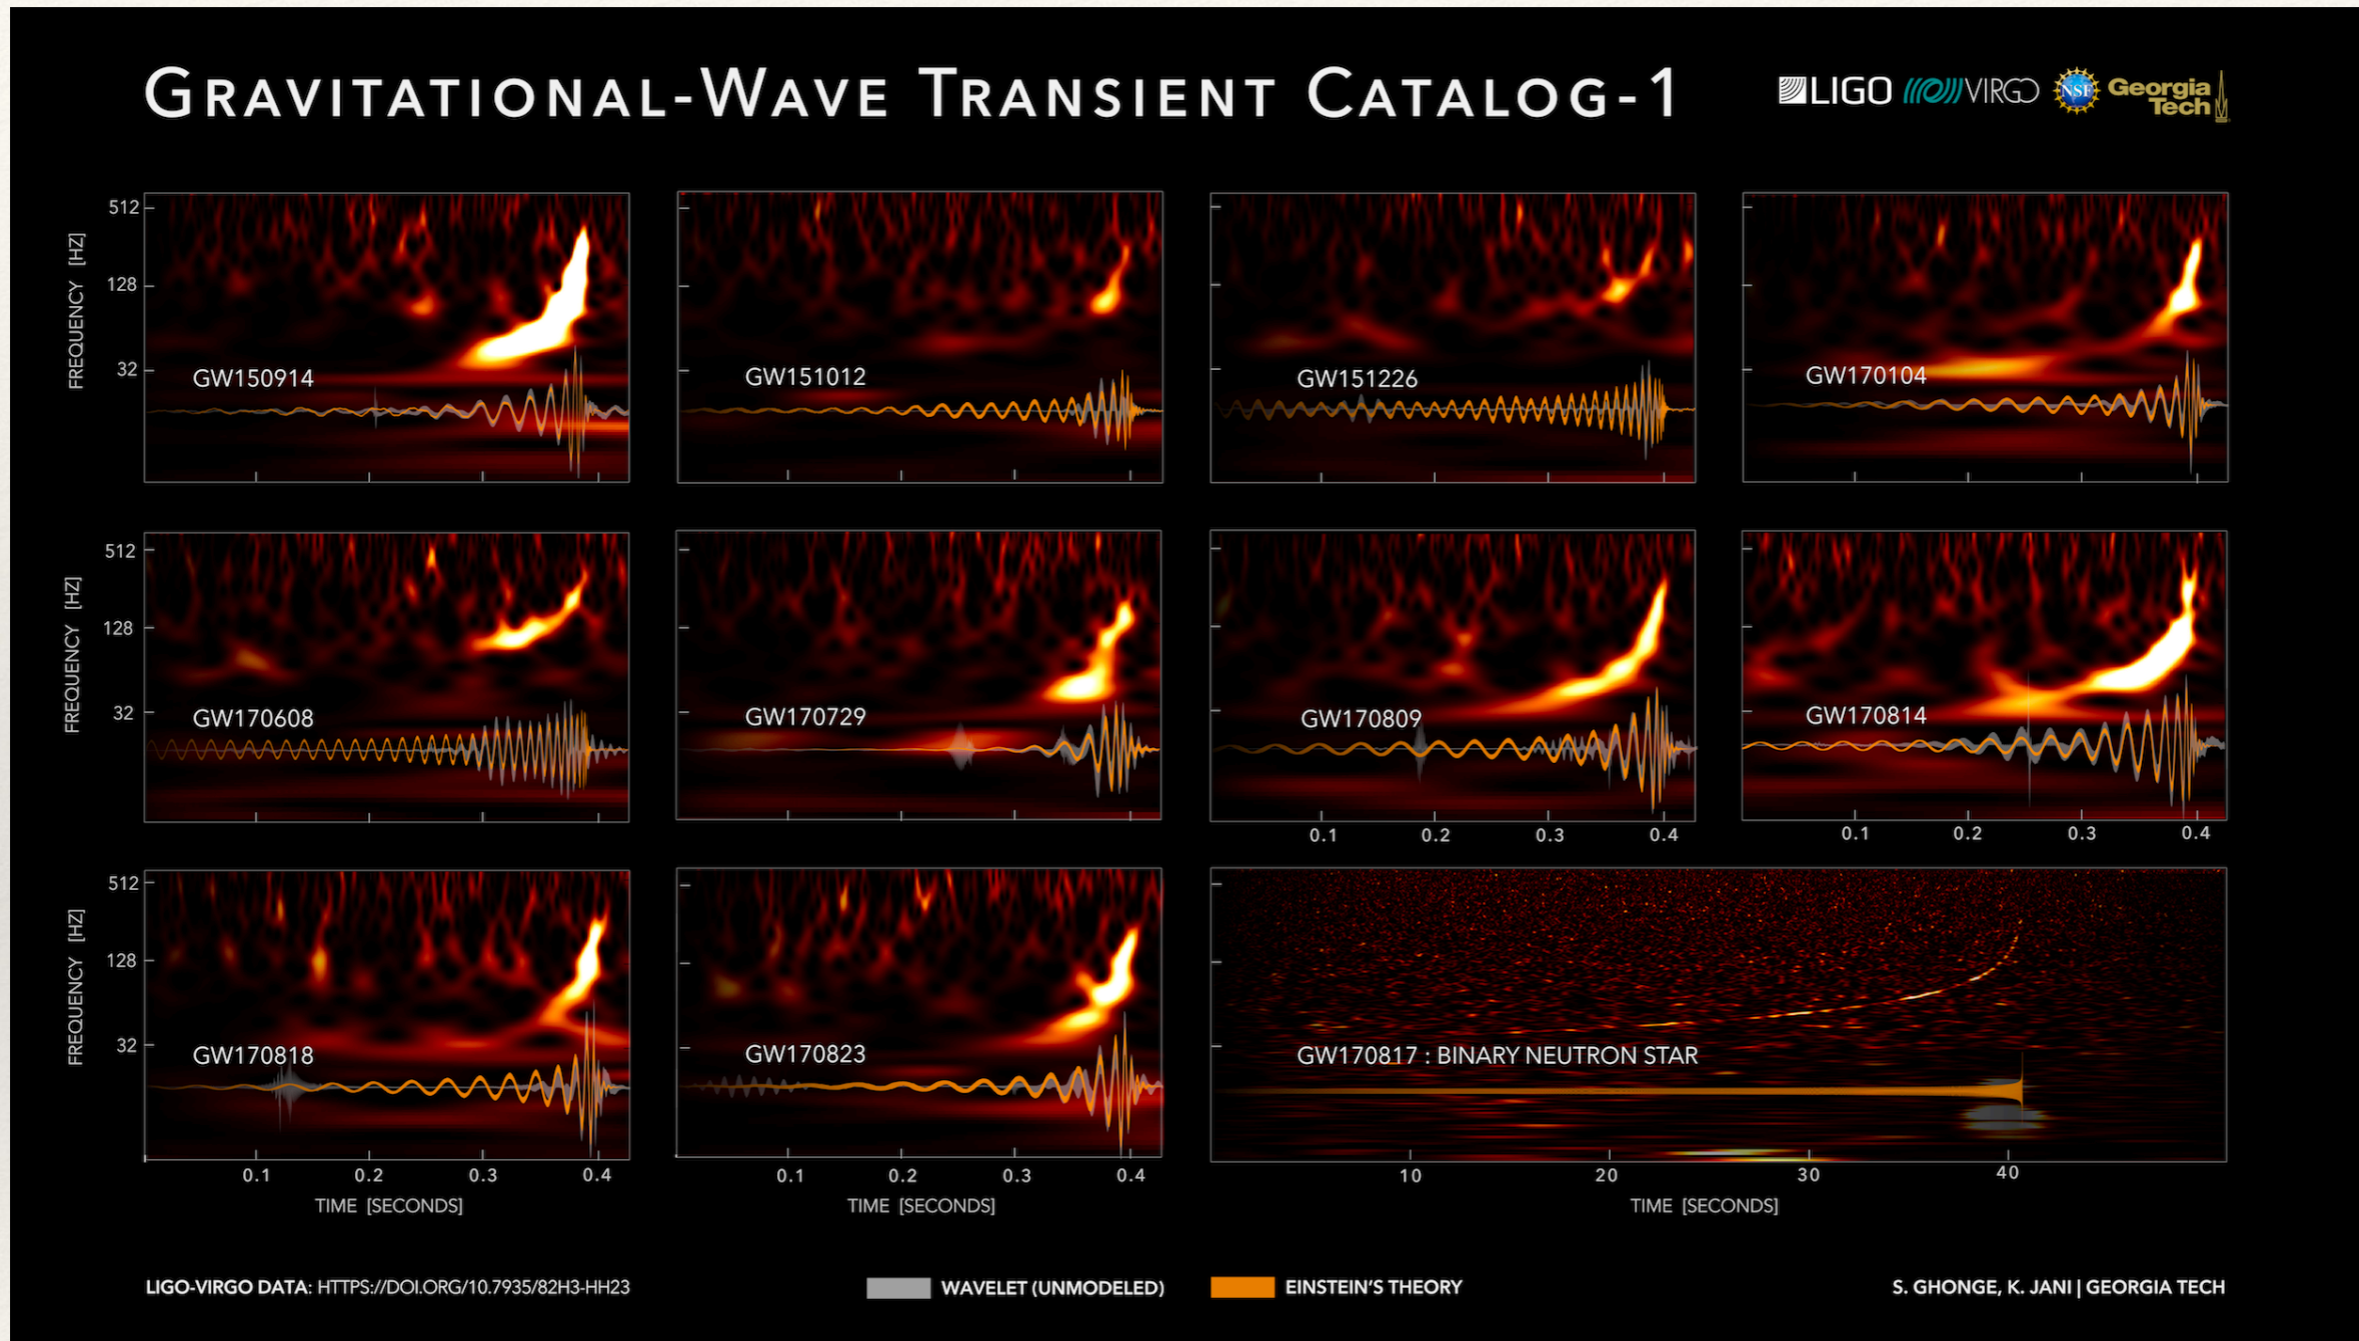 GRAVITATIONAL-WAVE TRANSIENT CATALOG-1
LIGO
VIRGO
NSF
Georgia
Tech
FREQUENCY [HZ]
512
128
32
GW150914
GW151012
GW151226
GW170104
FREQUENCY [HZ]
512
128
32
GW170608
GW170729
GW170809
GW170814
0.1 0.2 0.3 0.4
0.1 0.2 0.3 0.4
FREQUENCY [HZ]
512
128
32
GW170818
GW170823
GW170817 : BINARY NEUTRON STAR
0.1 0.2 0.3 0.4
0.1 0.2 0.3 0.4
10 20 30 40
TIME [SECONDS]
TIME [SECONDS]
TIME [SECONDS]
LIGO-VIRGO DATA: HTTPS://DOI.ORG/10.7935/82H3-HH23
WAVELET (UNMODELED)
EINSTEIN'S THEORY
S. GHONGE, K. JANI | GEORGIA TECH